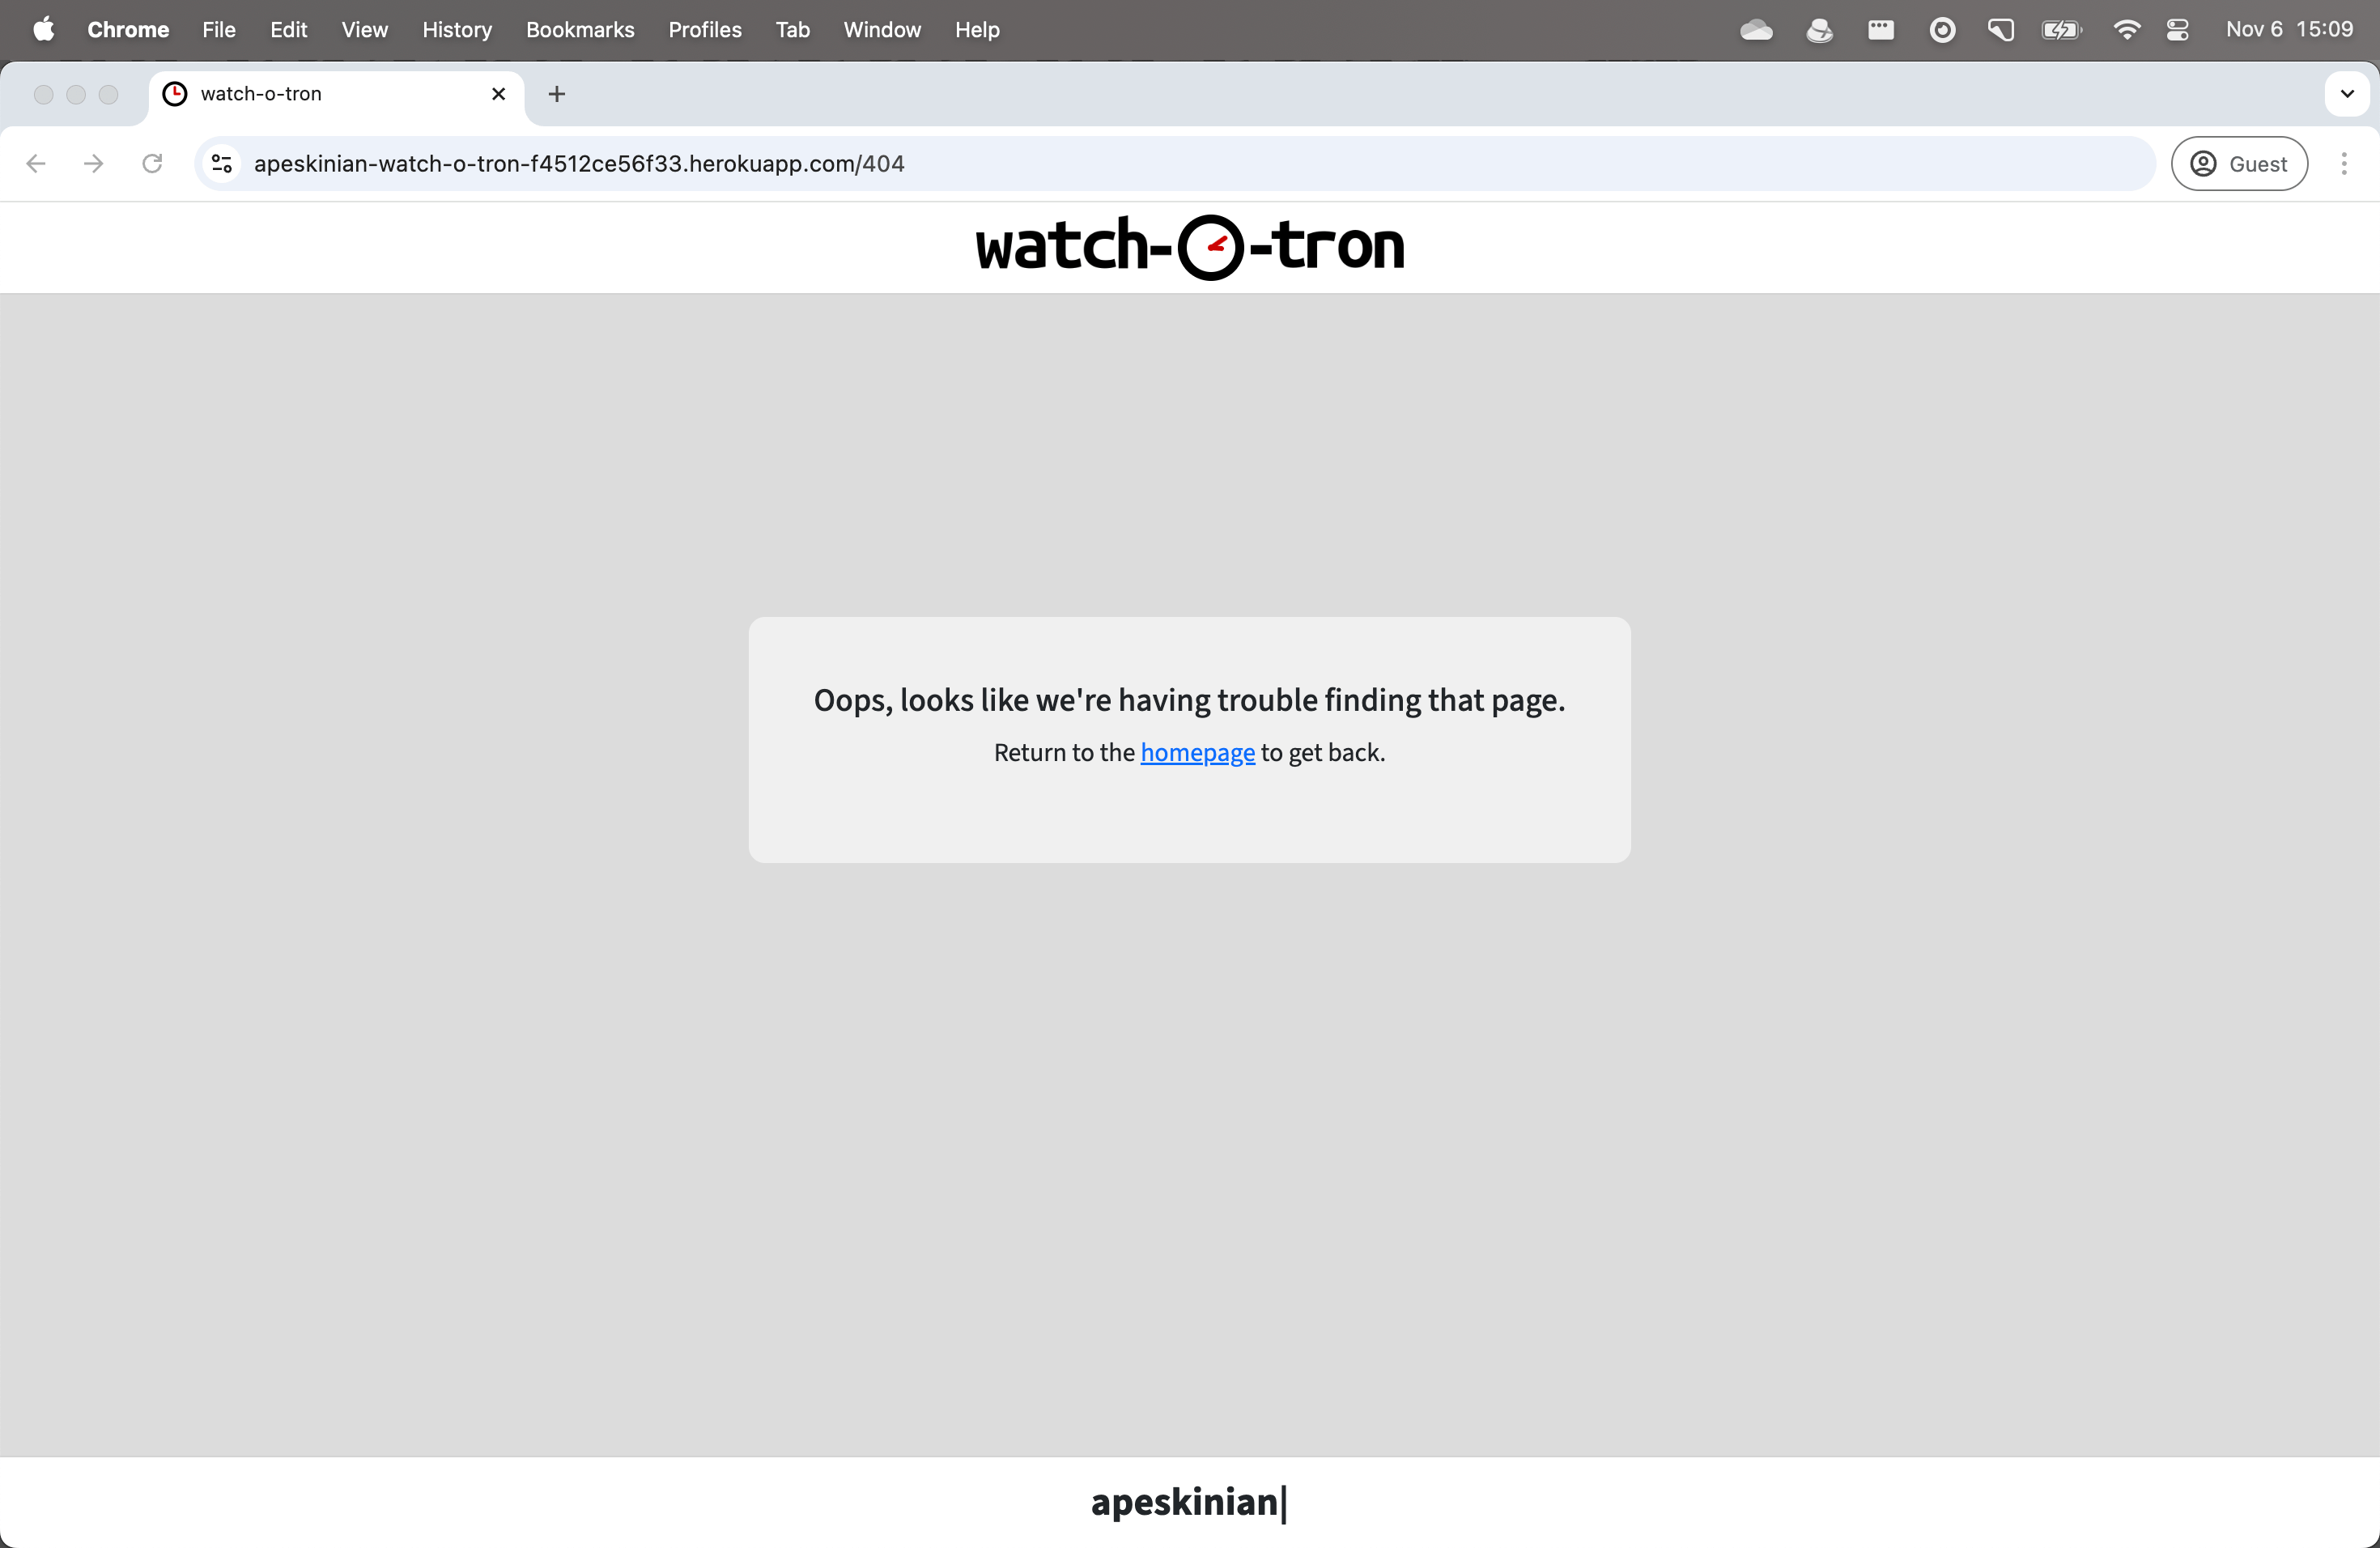 Chrome File Edit View History Bookmarks Profiles Tab Window Help Nov 6 15:09
watch-o-tron
apeskinian-watch-o-tron-f4512ce56f33.herokuapp.com/404 Guest
watch-o-tron
Oops, looks like we're having trouble finding that page.
Return to the homepage to get back.
apeskinian|